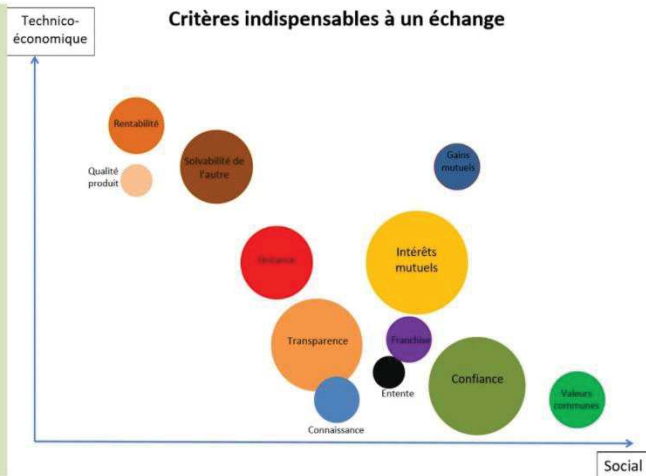 Technico-
économique
Critères indispensables à un échange
Rentabilité
Qualité
produit
Solvabilité de
l'autre
Gains
mutuels
Distance
Intérêts
mutuels
Transparence
Franchise
Entente
Confiance
Valeurs
communes
Connaissance
Social